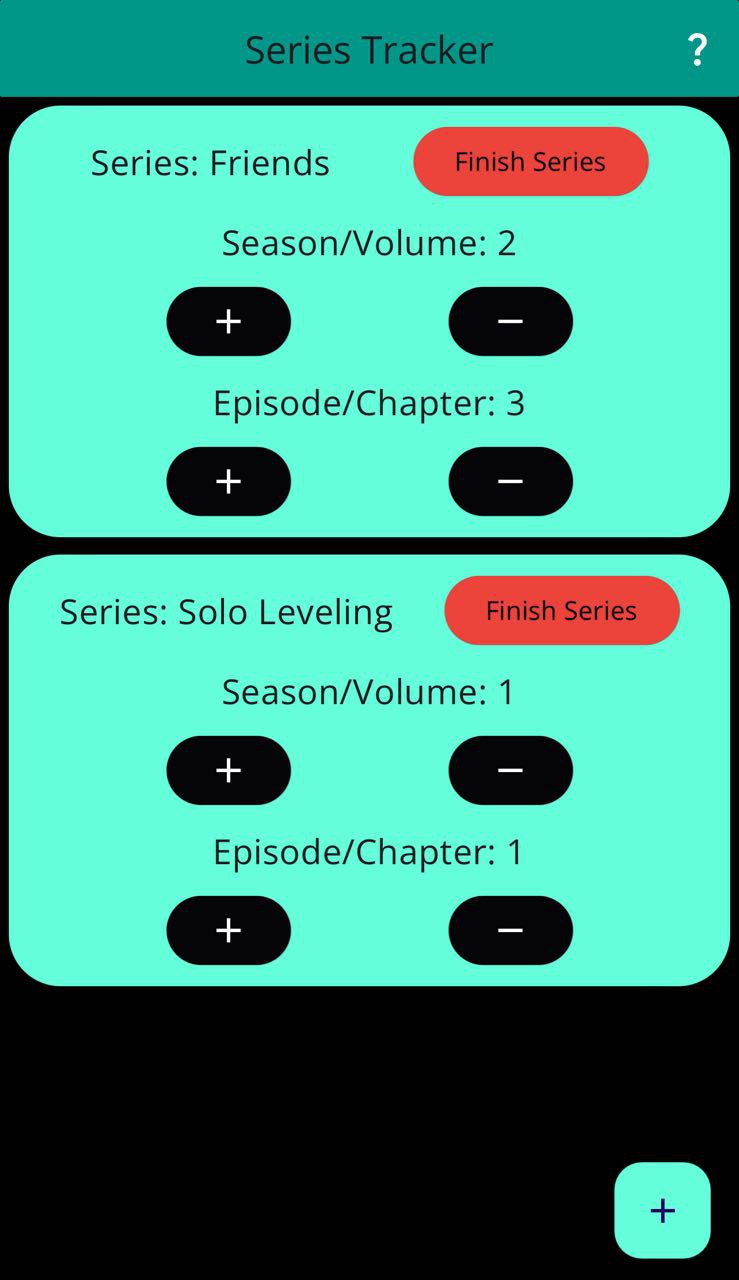 Series Tracker ?
Series: Friends Finish Series
Season/Volume: 2
+ −
Episode/Chapter: 3
+ −
Series: Solo Leveling Finish Series
Season/Volume: 1
+ −
Episode/Chapter: 1
+ −
+